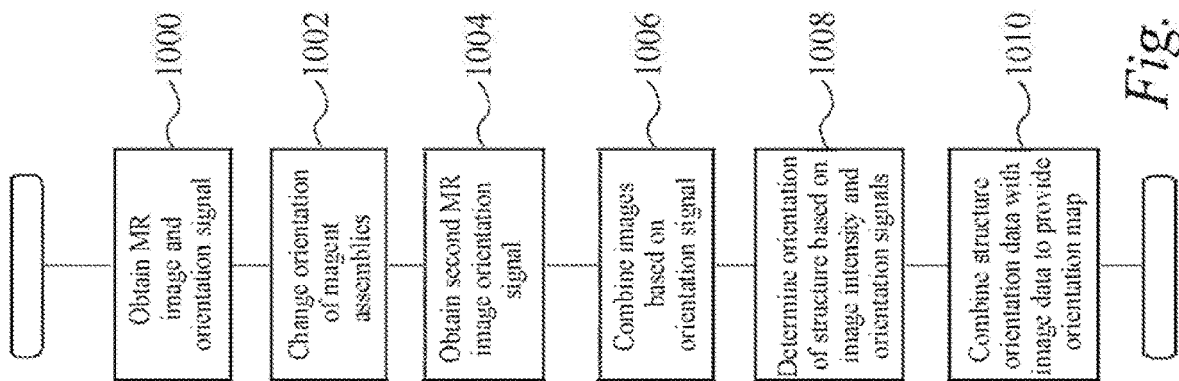 Obtain MR
image and
orientation signal
1000
Change orientation
of magent
assemblies
1002
Obtain second MR
image orientation
signal
1004
Combine images
based on
orientation signal
1006
Determine orientation
of structure based on
image intensity and
orientation signals
1008
Combine structure
orientation data with
image data to provide
orientation map
1010
Fig.